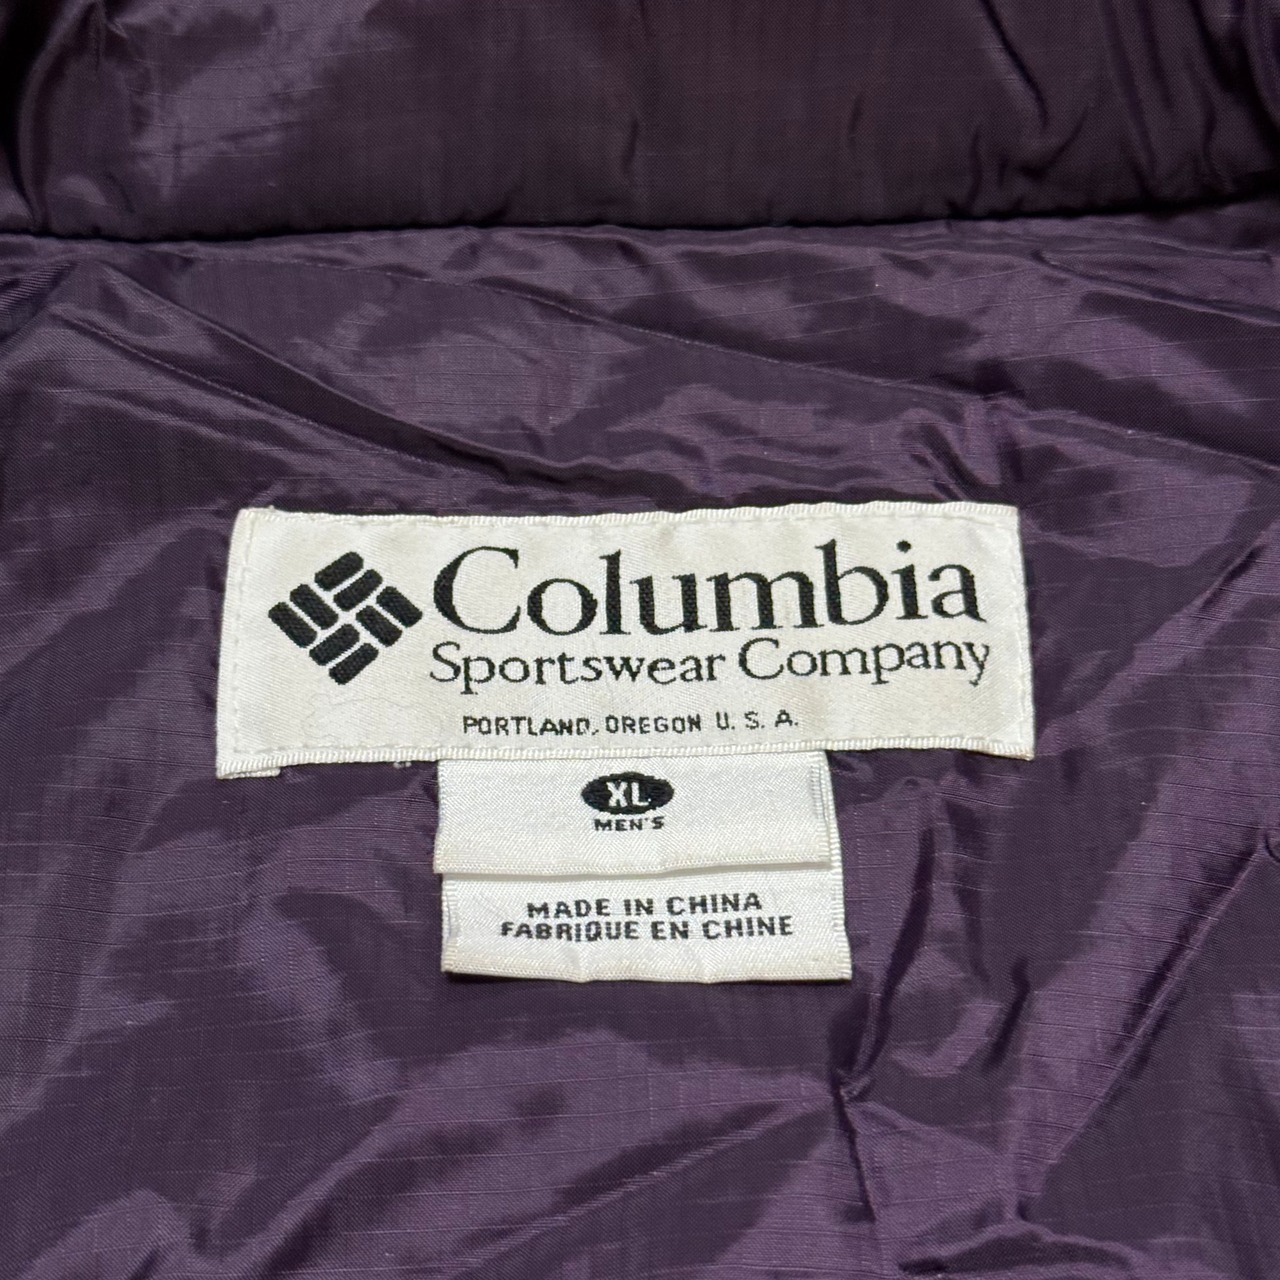 Columbia
Sportswear Company
PORTLAND, OREGON U. S. A.
XL
MEN'S
MADE IN CHINA
FABRIQUE EN CHINE